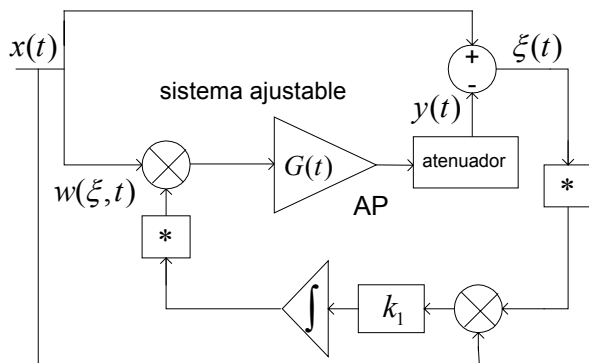 x(t)
ξ(t)
+
-
sistema ajustable
y(t)
G(t)
atenuador
w(ξ,t)
AP
*
*
∫
k₁